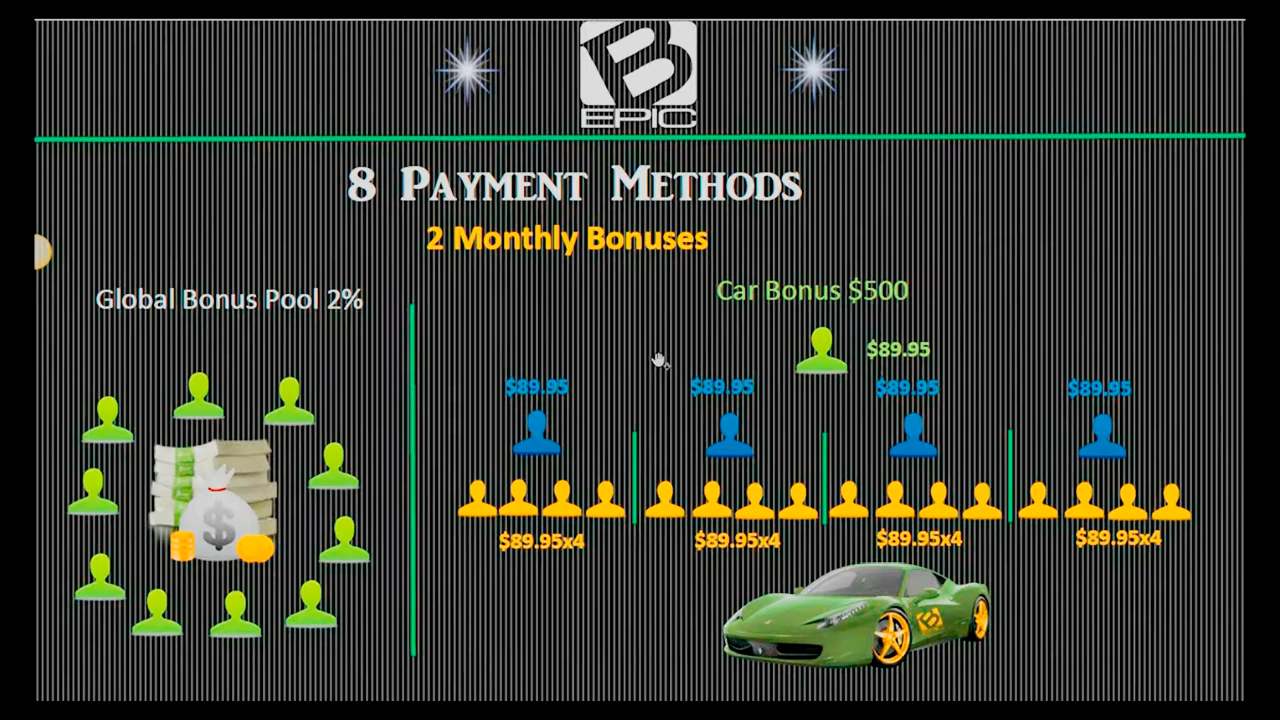 B
EPIC
8 Payment Methods
2 Monthly Bonuses
Global Bonus Pool 2%
Car Bonus $500
$89.95
$89.95 $89.95 $89.95 $89.95
$89.95x4 $89.95x4 $89.95x4 $89.95x4
$
B